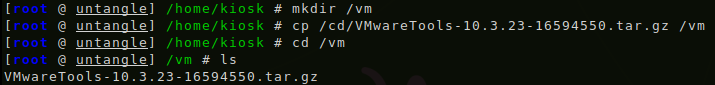 [root @ untangle] /home/kiosk # mkdir /vm
[root @ untangle] /home/kiosk # cp /cd/VMwareTools-10.3.23-16594550.tar.gz /vm
[root @ untangle] /home/kiosk # cd /vm
[root @ untangle] /vm # ls
VMwareTools-10.3.23-16594550.tar.gz